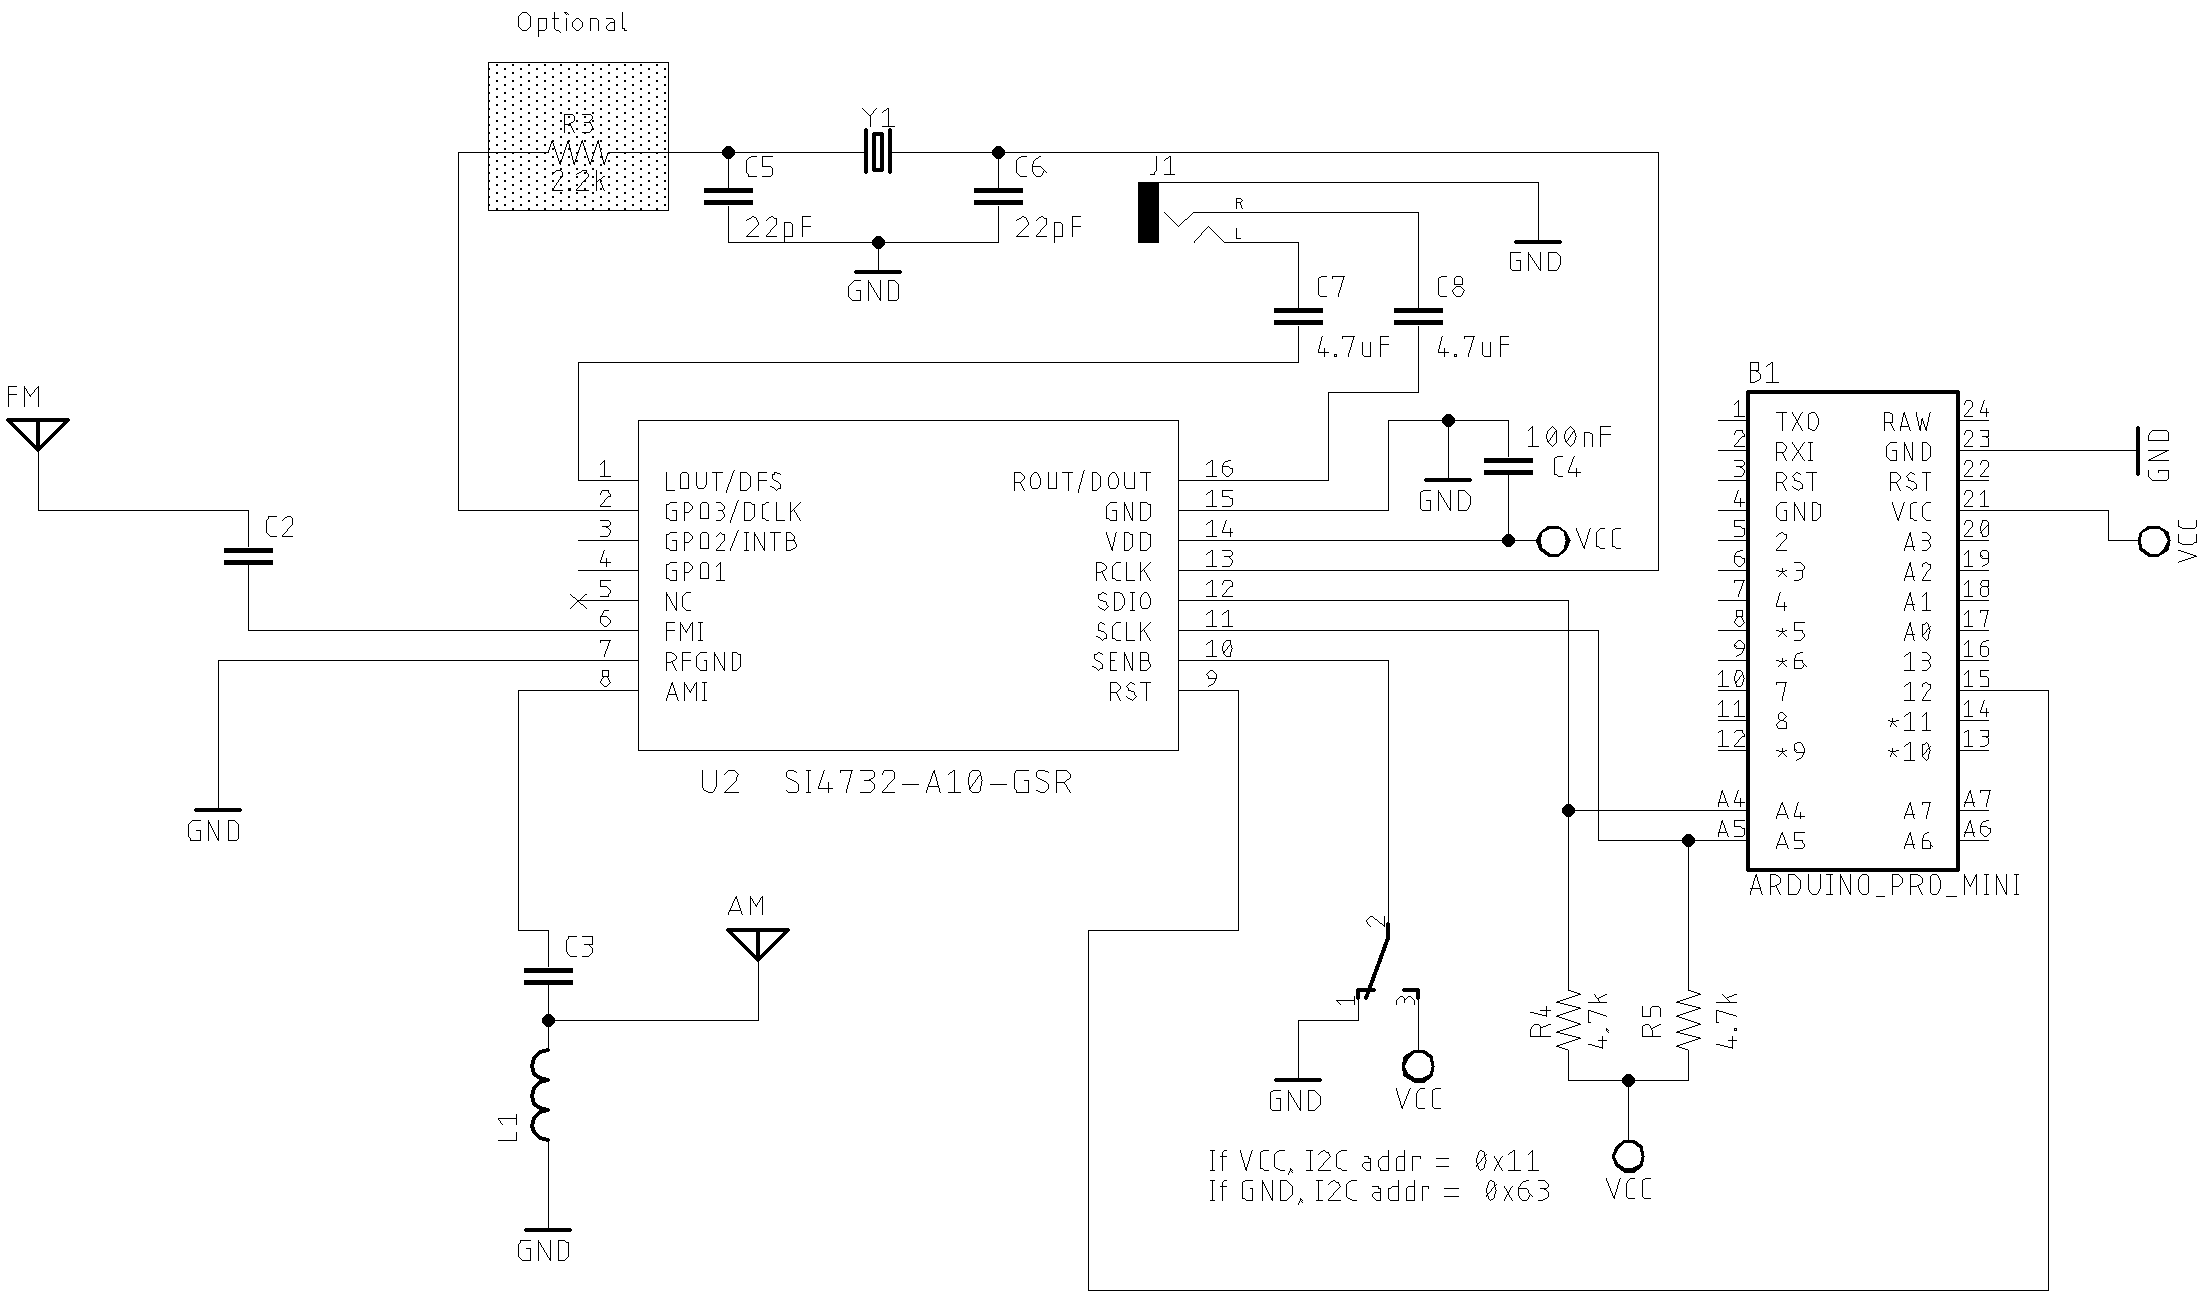 Optional
R3
2.2k
Y1
C5
22pF
C6
22pF
GND
J1
R
L
GND
C7
4.7uF
C8
4.7uF
FM
C2
GND
1
2
3
4
5
6
7
8
LOUT/DFS
GPO3/DCLK
GPO2/INTB
GPO1
NC
FMI
RFGND
AMI
ROUT/DOUT
GND
VDD
RCLK
SDIO
SCLK
SENB
RST
16
15
14
13
12
11
10
9
U2 SI4732-A10-GSR
100nF
C4
GND
VCC
B1
1
2
3
4
5
6
7
8
9
10
11
12
A4
A5
TXO
RXI
RST
GND
2
*3
4
*5
*6
7
8
*9
A4
A5
RAW
GND
RST
VCC
A3
A2
A1
A0
13
12
*11
*10
A7
A6
24
23
22
21
20
19
18
17
16
15
14
13
A7
A6
ARDUINO_PRO_MINI
GND
VCC
AM
C3
L1
GND
2
1
3
GND
VCC
R4
4,7k
R5
4.7k
VCC
If VCC, I2C addr = 0x11
If GND, I2C addr = 0x63